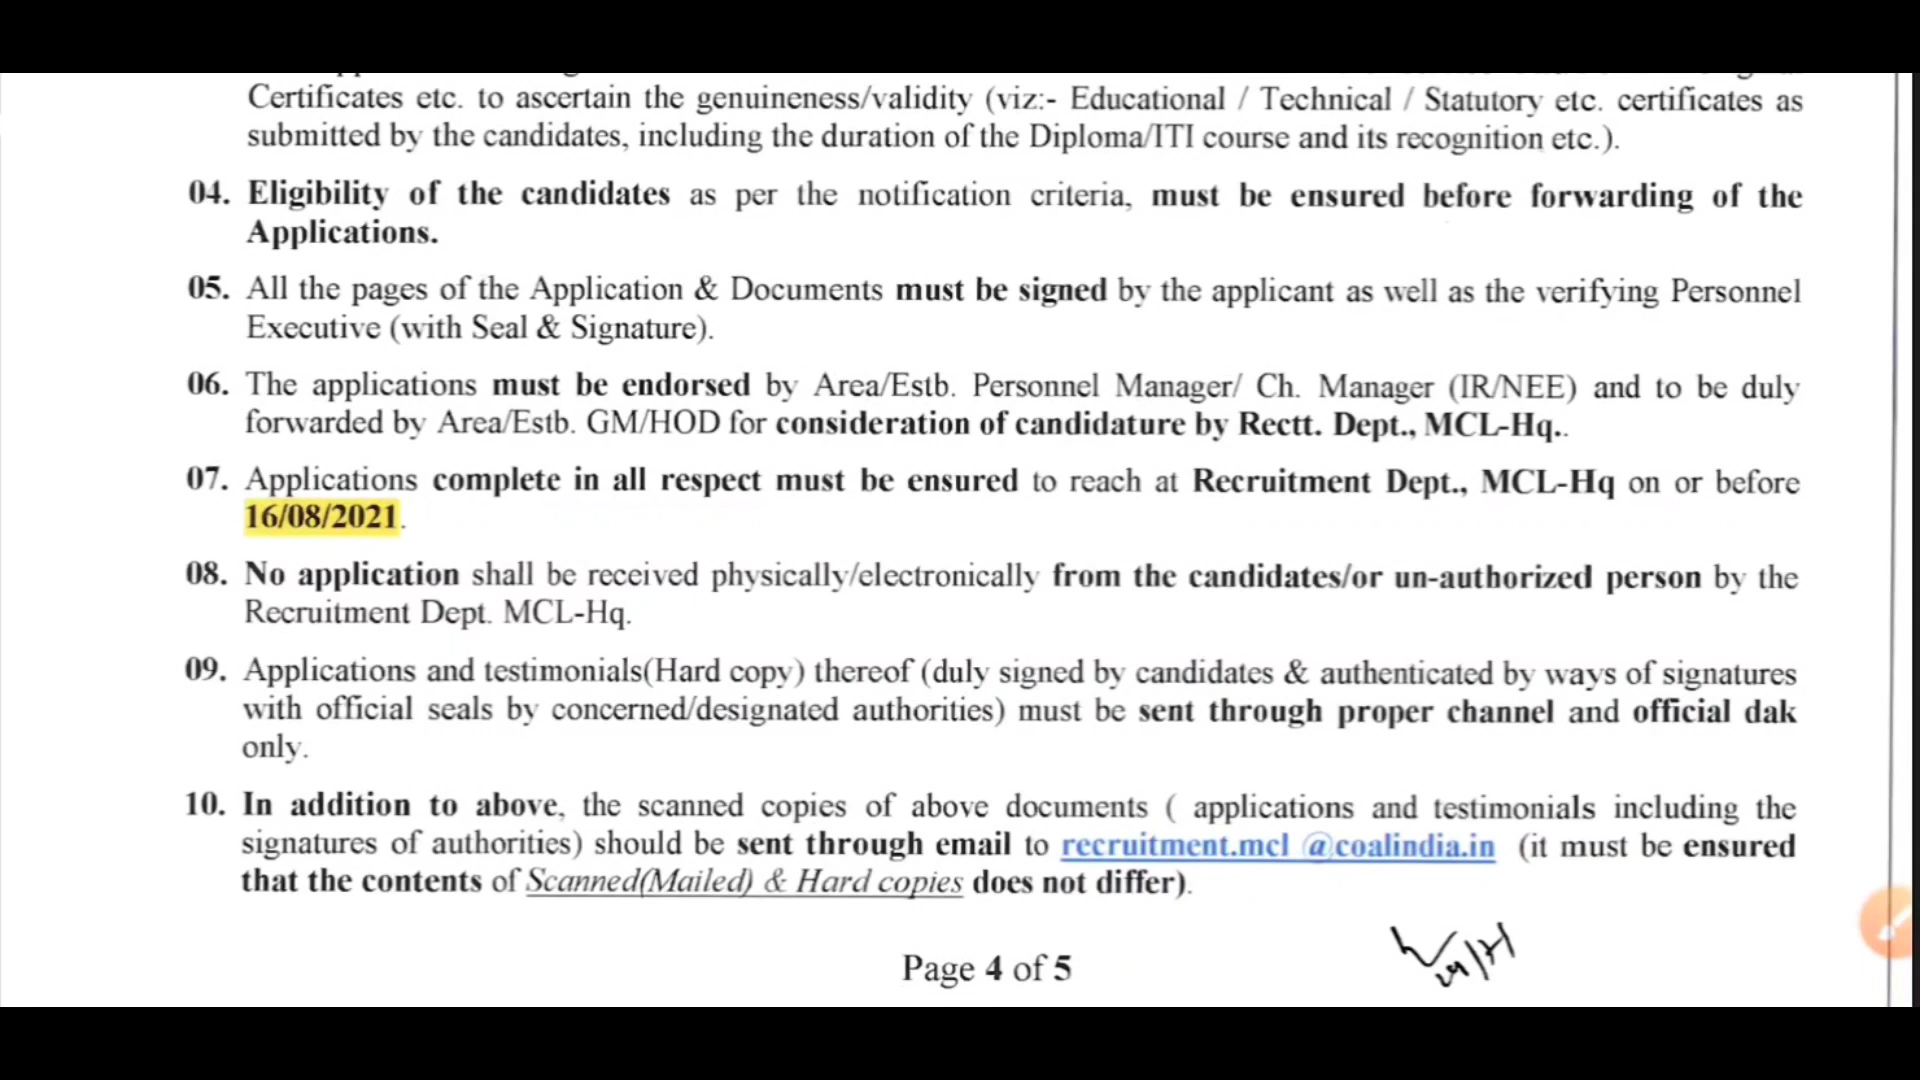 Certificates etc. to ascertain the genuineness/validity (viz:- Educational / Technical / Statutory etc. certificates as
submitted by the candidates, including the duration of the Diploma/ITI course and its recognition etc.).
04. Eligibility of the candidates as per the notification criteria, must be ensured before forwarding of the
Applications.
05. All the pages of the Application & Documents must be signed by the applicant as well as the verifying Personnel
Executive (with Seal & Signature).
06. The applications must be endorsed by Area/Estb. Personnel Manager/ Ch. Manager (IR/NEE) and to be duly
forwarded by Area/Estb. GM/HOD for consideration of candidature by Rectt. Dept., MCL-Hq..
07. Applications complete in all respect must be ensured to reach at Recruitment Dept., MCL-Hq on or before
16/08/2021.
08. No application shall be received physically/electronically from the candidates/or un-authorized person by the
Recruitment Dept. MCL-Hq.
09. Applications and testimonials(Hard copy) thereof (duly signed by candidates & authenticated by ways of signatures
with official seals by concerned/designated authorities) must be sent through proper channel and official dak
only.
10. In addition to above, the scanned copies of above documents ( applications and testimonials including the
signatures of authorities) should be sent through email to recruitment.mcl @coalindia.in (it must be ensured
that the contents of Scanned(Mailed) & Hard copies does not differ).
Page 4 of 5